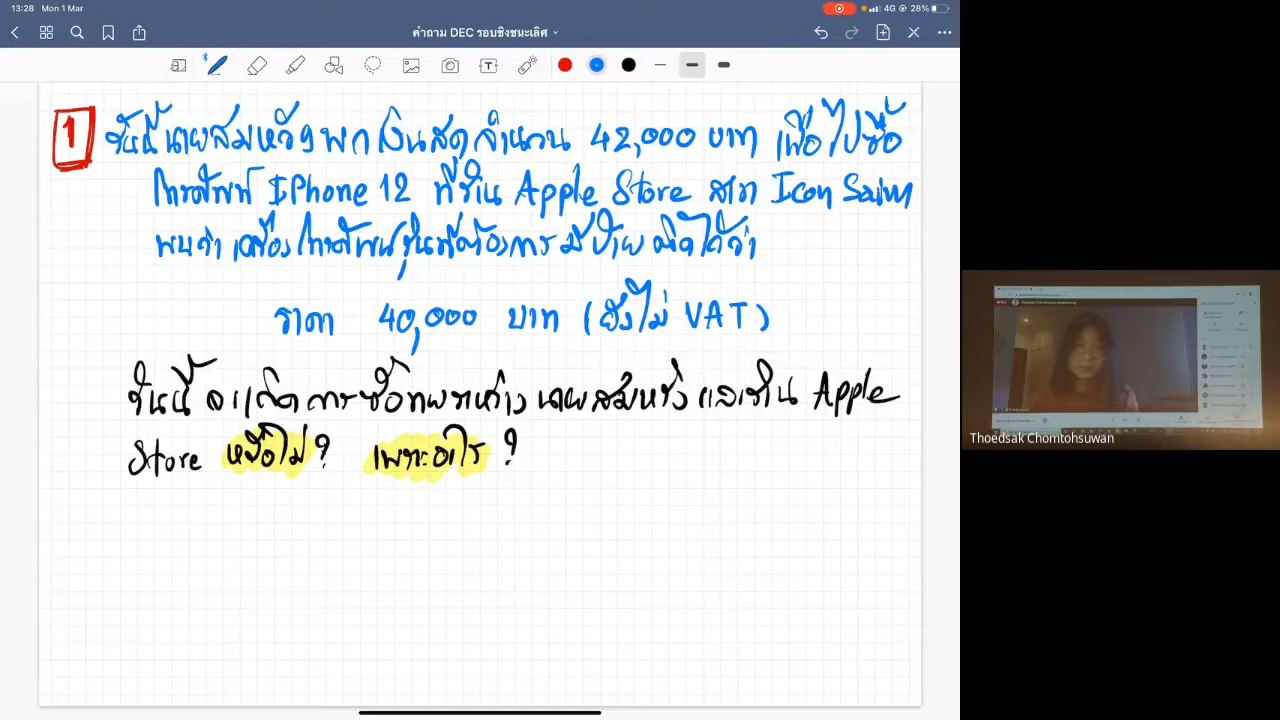 13:28 Mon 1 Mar
4G 28%
คำถาม DEC รอบชิงชนะเลิศ
1 วันนี้นายสมหวังพกเงินสดจำนวน 42,000 บาท เพื่อไปซื้อ
โทรศัพท์ IPhone 12 ที่ร้าน Apple Store สาขา Icon Saim
พบว่าเครื่องโทรศัพท์รุ่นที่ต้องการมีป้ายติดไว้ว่า
ราคา 40,000 บาท (ยังไม่ VAT)
วันนี้จะเกิดการซื้อขายระหว่างนายสมหวังและร้าน Apple
Store หรือไม่? เพราะอะไร?
Thoedsak Chomtohsuwan